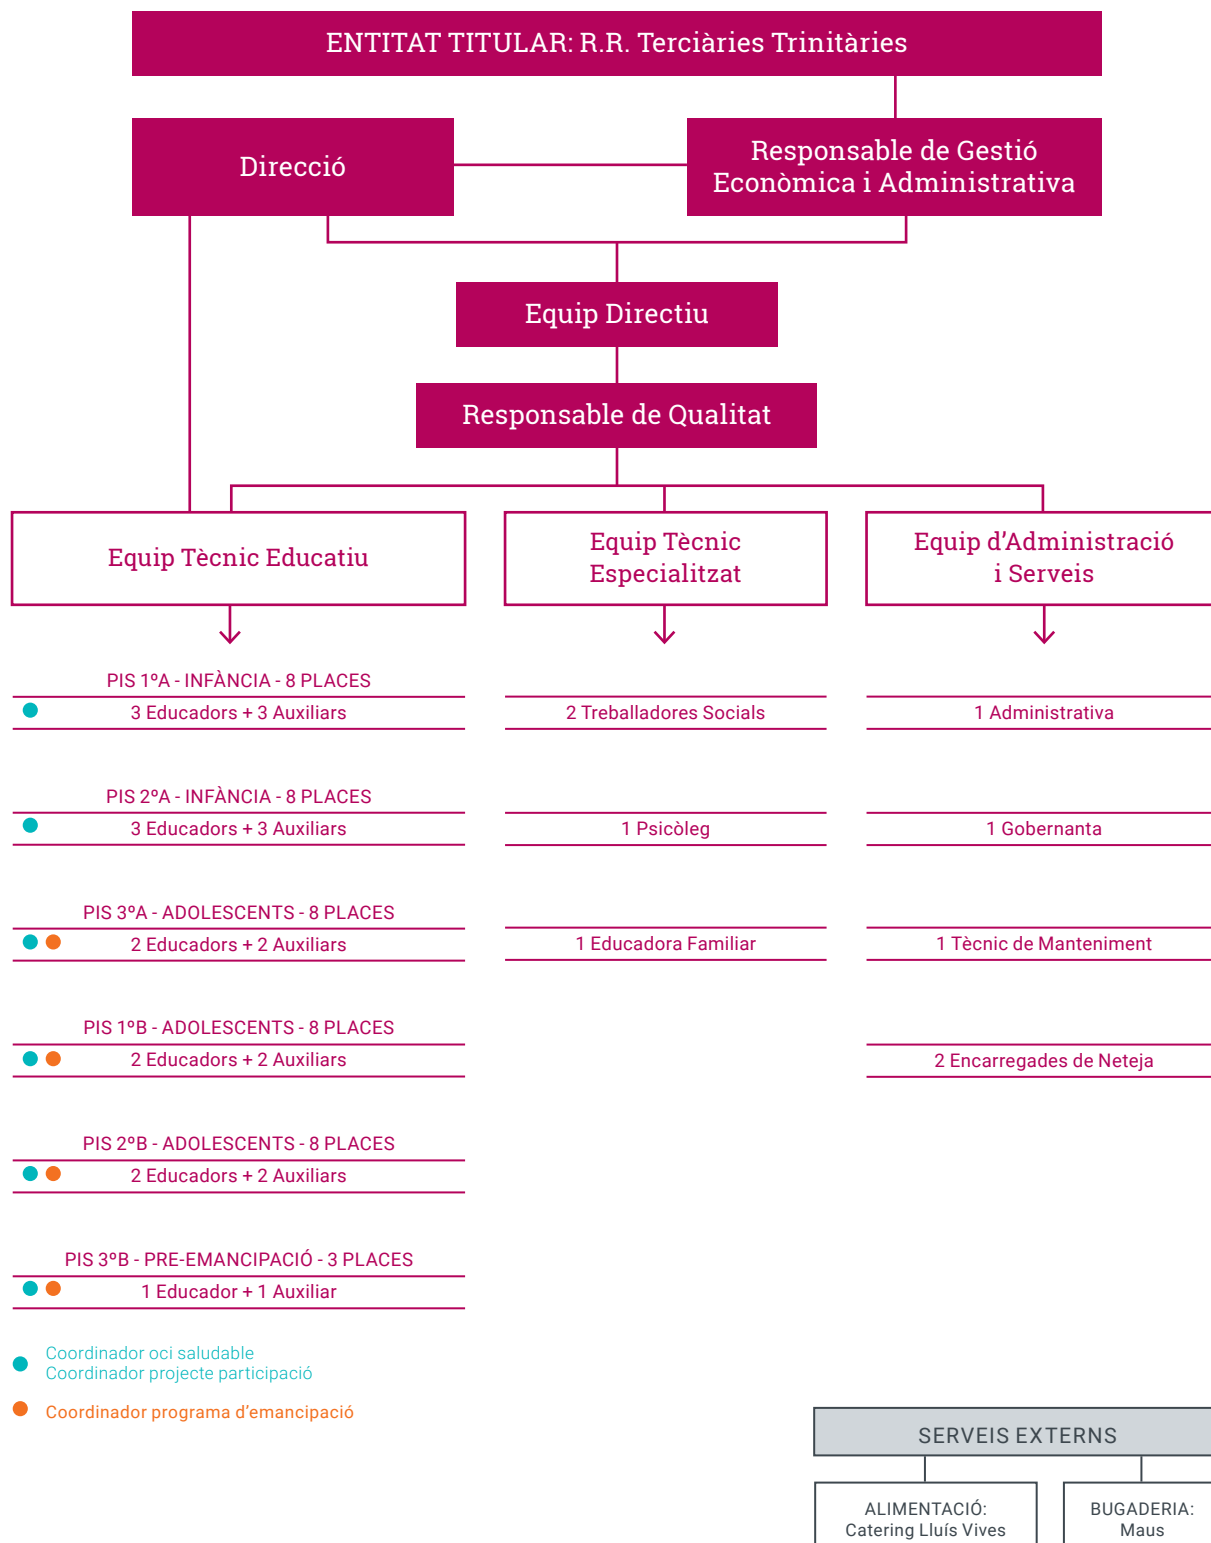 ENTITAT TITULAR: R.R. Terciàries Trinitàries
Direcció
Responsable de Gestió
Econòmica i Administrativa
Equip Directiu
Responsable de Qualitat
Equip Tècnic Educatiu
Equip Tècnic
Especialitzat
Equip d'Administració
i Serveis
PIS 1ºA - INFÀNCIA - 8 PLACES
3 Educadors + 3 Auxiliars
PIS 2ºA - INFÀNCIA - 8 PLACES
3 Educadors + 3 Auxiliars
PIS 3ºA - ADOLESCENTS - 8 PLACES
2 Educadors + 2 Auxiliars
PIS 1ºB - ADOLESCENTS - 8 PLACES
2 Educadors + 2 Auxiliars
PIS 2ºB - ADOLESCENTS - 8 PLACES
2 Educadors + 2 Auxiliars
PIS 3ºB - PRE-EMANCIPACIÓ - 3 PLACES
1 Educador + 1 Auxiliar
2 Treballadores Socials
1 Psicòleg
1 Educadora Familiar
1 Administrativa
1 Gobernanta
1 Tècnic de Manteniment
2 Encarregades de Neteja
Coordinador oci saludable
Coordinador projecte participació
Coordinador programa d'emancipació
SERVEIS EXTERNS
ALIMENTACIÓ:
Catering Lluís Vives
BUGADERIA:
Maus